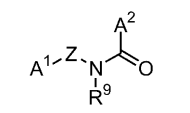 A²
A¹ Z N O
R⁹